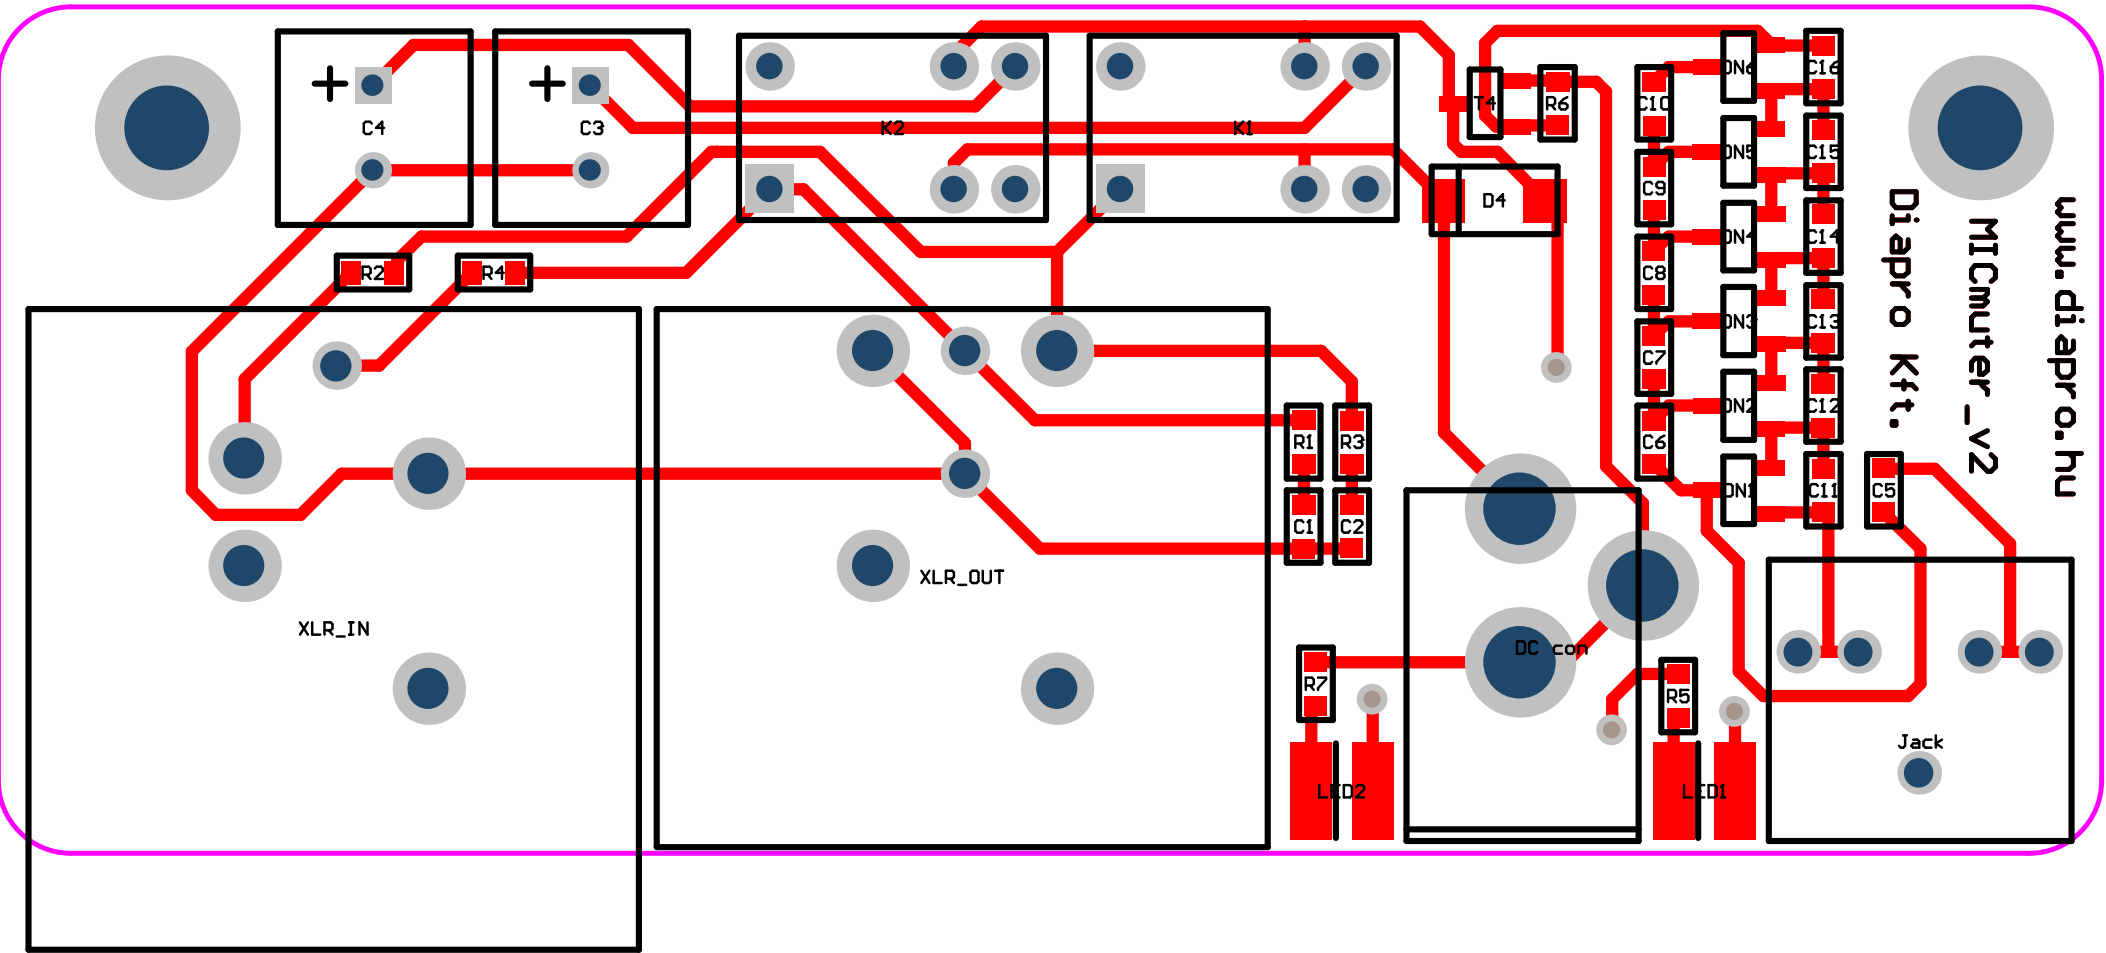 C4
C3
K2
K1
T4
R6
C10
DN6
C16
C9
DN5
C15
D4
C8
DN4
C14
R2
R4
C7
DN3
C13
C6
DN2
C12
DN1
C11
C5
R1
R3
C1
C2
XLR_IN
XLR_OUT
DC con
R7
R5
LED2
LED1
Jack
www.diapro.hu
MICmuter_v2
Diapro Kft.